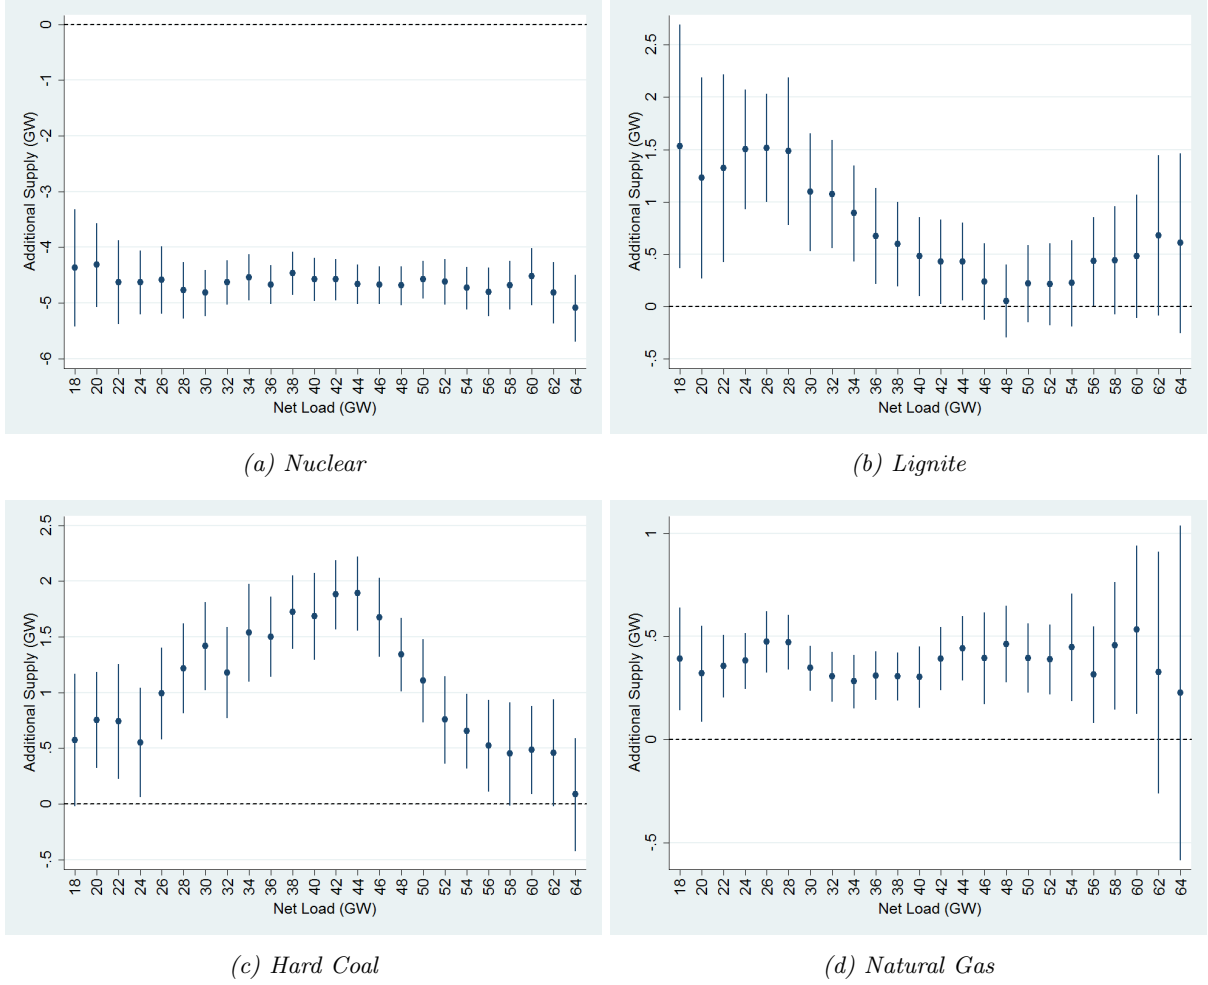 0
-1
-2
-3
-4
-5
-6
Additional Supply (GW)
18 20 22 24 26 28 30 32 34 36 38 40 42 44 46 48 50 52 54 56 58 60 62 64
Net Load (GW)
(a) Nuclear
2.5
2
1.5
1
.5
0
-.5
Additional Supply (GW)
18 20 22 24 26 28 30 32 34 36 38 40 42 44 46 48 50 52 54 56 58 60 62 64
Net Load (GW)
(b) Lignite
2.5
2
1.5
1
.5
0
-.5
Additional Supply (GW)
18 20 22 24 26 28 30 32 34 36 38 40 42 44 46 48 50 52 54 56 58 60 62 64
Net Load (GW)
(c) Hard Coal
1
.5
0
-.5
Additional Supply (GW)
18 20 22 24 26 28 30 32 34 36 38 40 42 44 46 48 50 52 54 56 58 60 62 64
Net Load (GW)
(d) Natural Gas